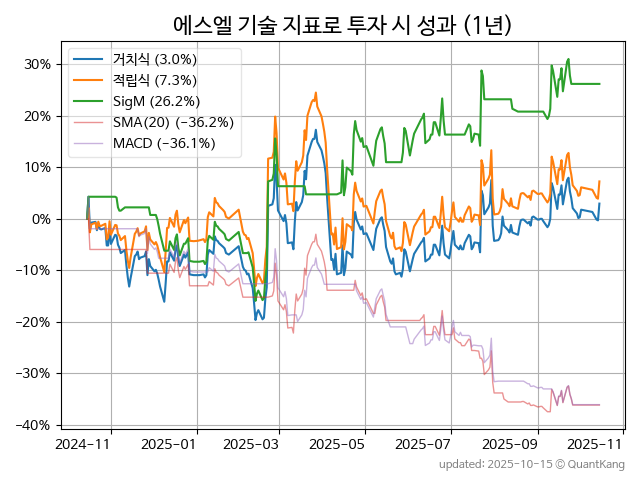 에스엘 기술 지표로 투자 시 성과 (1년)
거치식 (3.0%)
적립식 (7.3%)
SigM (26.2%)
SMA(20) (−36.2%)
MACD (−36.1%)
30%
20%
10%
0%
−10%
−20%
−30%
−40%
2024-11 2025-01 2025-03 2025-05 2025-07 2025-09 2025-11
updated: 2025-10-15 © QuantKang